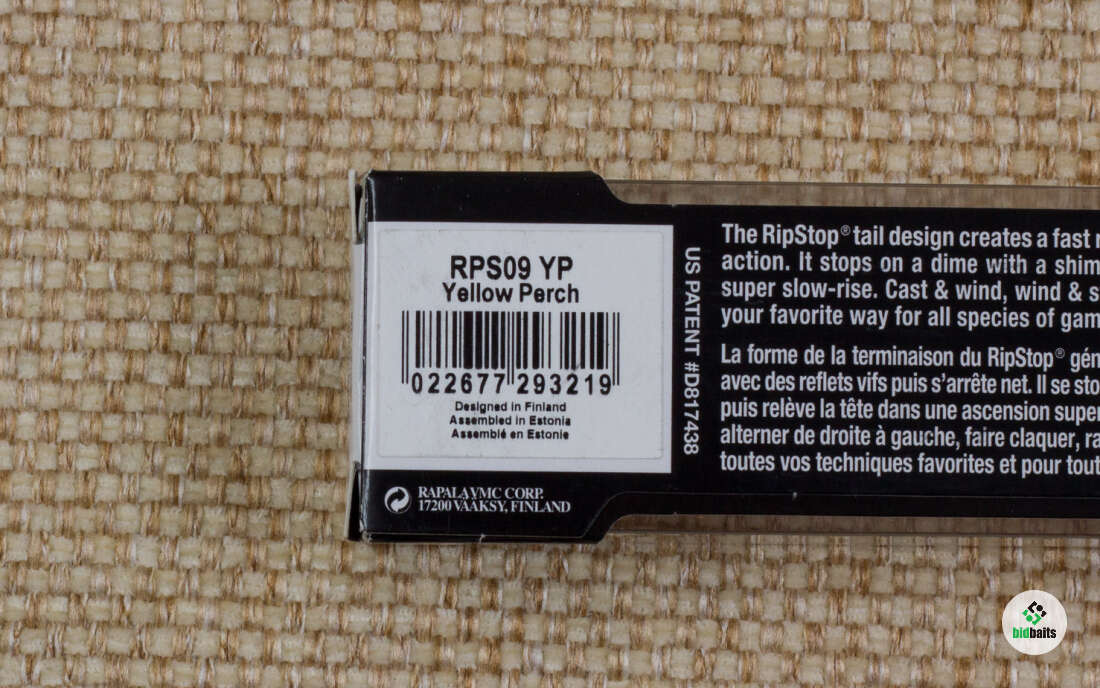 RPS09 YP
Yellow Perch
022677 293219
Designed in Finland
Assembled in Estonia
Assemblé en Estonie
RAPALA VMC CORP.
17200 VÄÄKSY, FINLAND
US PATENT #D817438
The RipStop® tail design creates a fast
action. It stops on a dime with a shim
super slow-rise. Cast & wind, wind & s
your favorite way for all species of gam
La forme de la terminaison du RipStop® gén
avec des reflets vifs puis s'arrête net. Il se sto
puis relève la tête dans une ascension super
alterner de droite à gauche, faire claquer, ra
toutes vos techniques favorites et pour tout
bidbaits